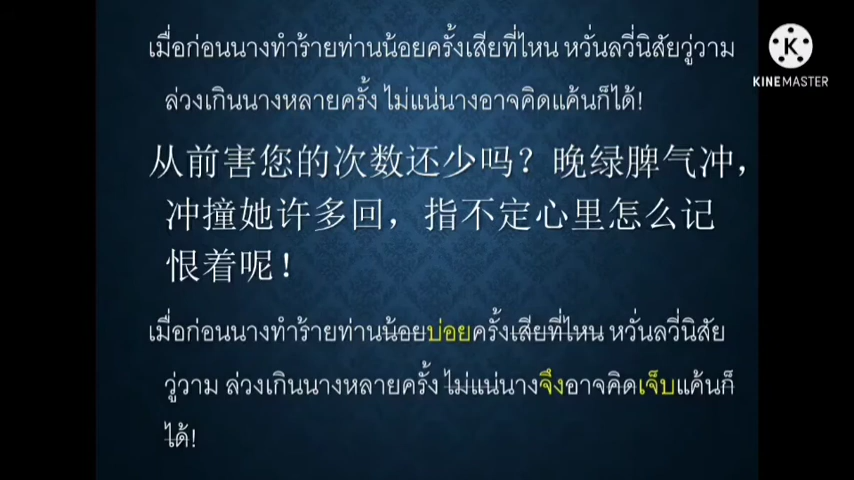 เมื่อก่อนนางทำร้ายท่านน้อยครั้งเสียที่ไหน หวั่นลวี่นิสัยวู่วาม
ล่วงเกินนางหลายครั้ง ไม่แน่นางอาจคิดแค้นก็ได้!
从前害您的次数还少吗？晚绿脾气冲，
冲撞她许多回，指不定心里怎么记
恨着呢！
เมื่อก่อนนางทำร้ายท่านน้อยบ่อยครั้งเสียที่ไหน หวั่นลวี่นิสัย
วู่วาม ล่วงเกินนางหลายครั้ง ไม่แน่นางจึงอาจคิดเจ็บแค้นก็
ได้!
K
KINEMASTER